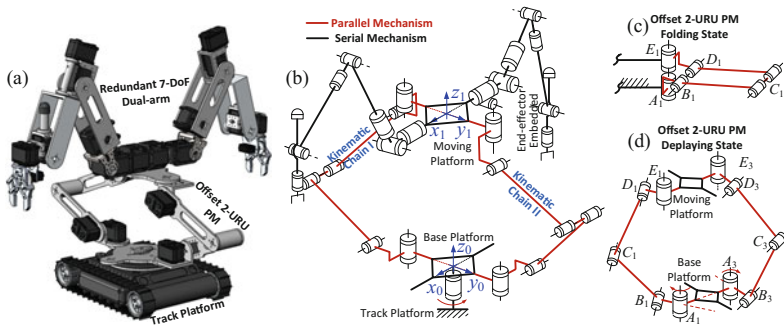 (a)
Redundant 7-DoF
Dual-arm
Offset 2-URU
PM
Track Platform
Parallel Mechanism
Serial Mechanism
(b)
z1
x1
y1
Moving
Platform
Kinematic
Chain I
End-effector
Embedded
Kinematic
Chain II
Base Platform
z0
x0
y0
Track Platform
(c)
Offset 2-URU PM
Folding State
E1
D1
A1
B1
C1
(d)
Offset 2-URU PM
Deplaying State
E1
E3
D1
D3
Moving
Platform
C1
C3
Base
Platform
A3
B1
A1
B3